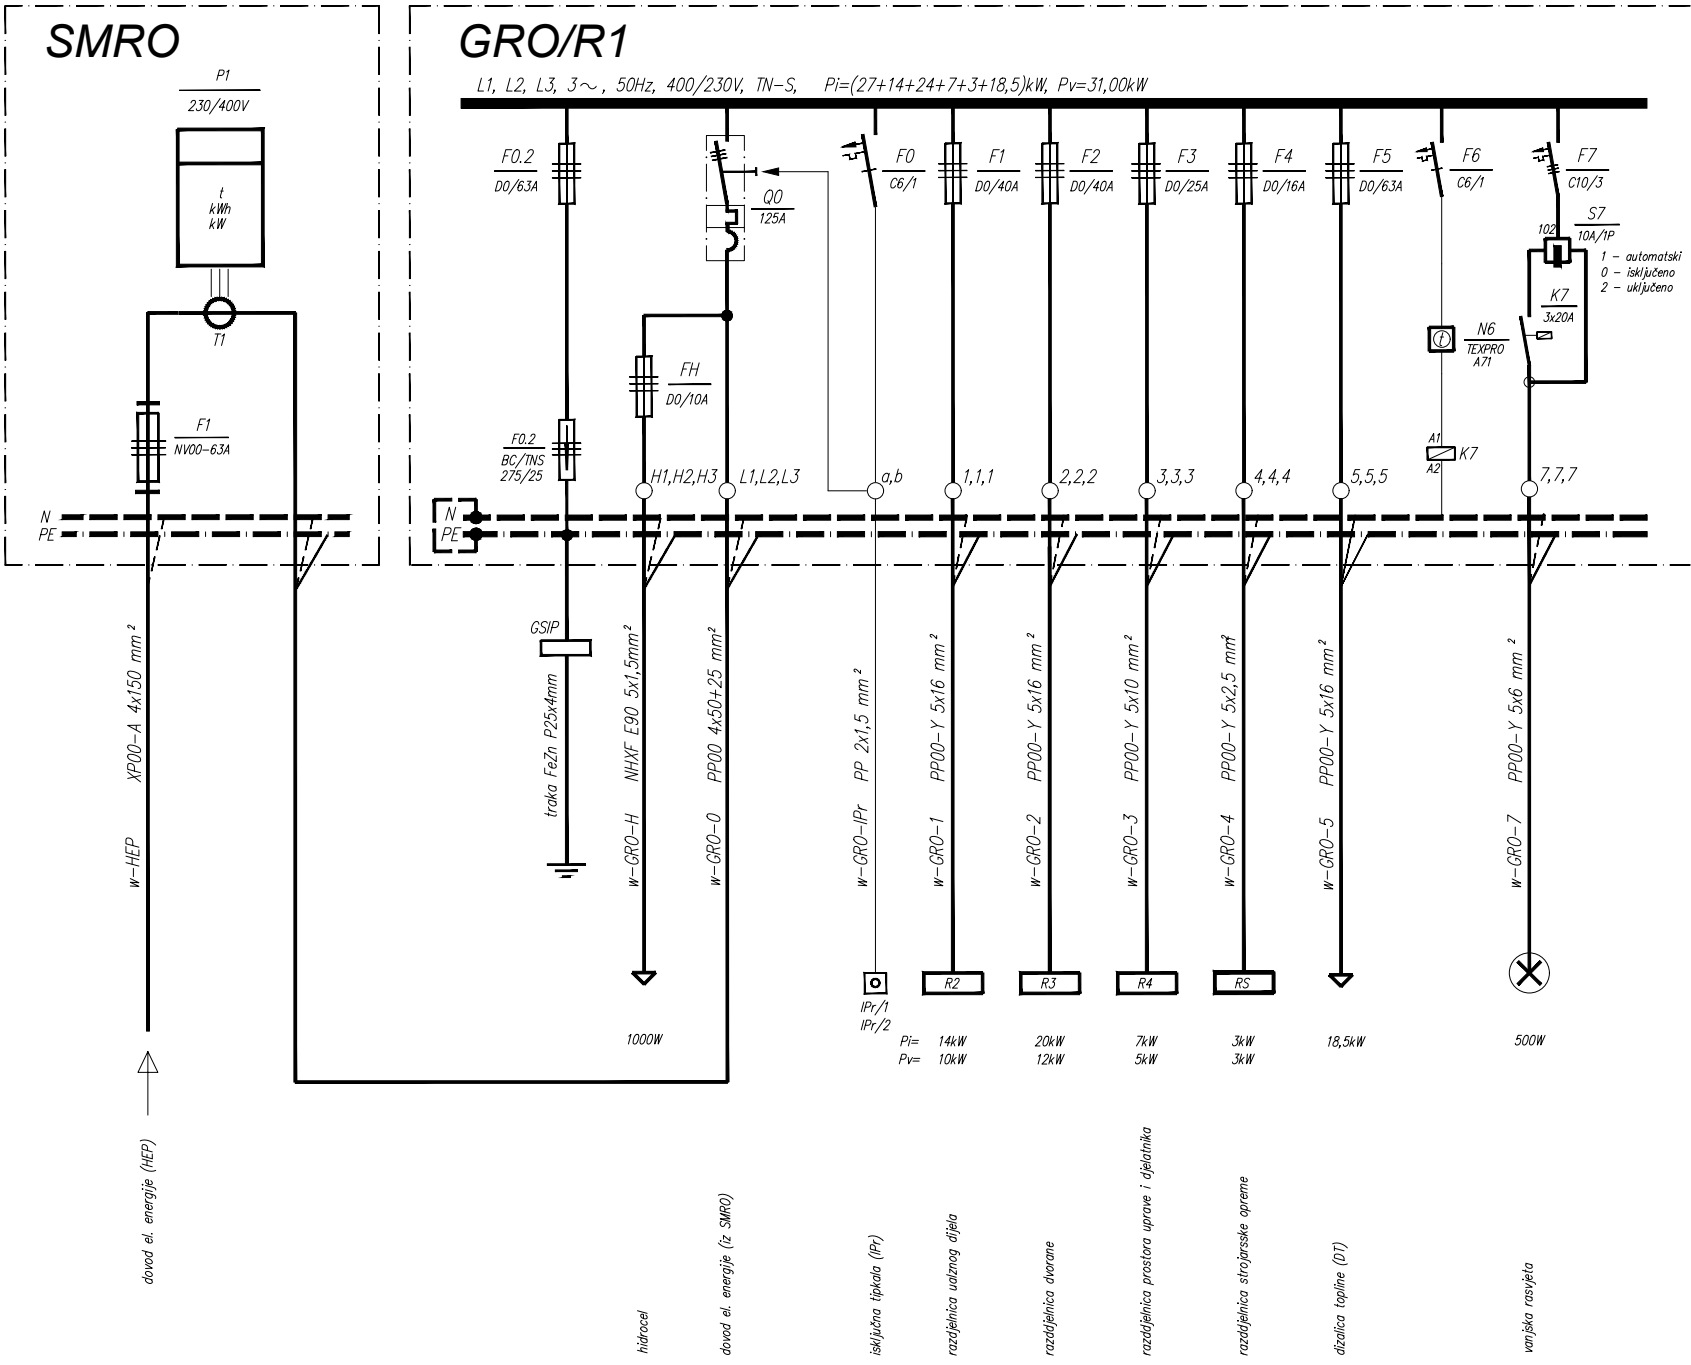 SMRO
GRO/R1
P1
230/400V
t
kWh
kW
T1
F1
NV00-63A
N
PE
w-HEP XP00-A 4x150 mm²
dovod el. energije (HEP)
L1, L2, L3, 3~, 50Hz, 400/230V, TN-S, Pi=(27+14+24+7+3+18,5)kW, Pv=31,00kW
F0.2
D0/63A
Q0
125A
F0
C6/1
F1
D0/40A
F2
D0/40A
F3
D0/25A
F4
D0/16A
F5
D0/63A
F6
C6/1
F7
C10/3
S7
10A/1P
102
1 - automatski
0 - isključeno
2 - uključeno
K7
3x20A
t
N6
TEXPRO
A71
FH
D0/10A
F0.2
BC/TNS
275/25
A1
K7
A2
H1,H2,H3
L1,L2,L3
a,b
1,1,1
2,2,2
3,3,3
4,4,4
5,5,5
7,7,7
N
PE
GSIP
traka FeZn P25x4mm
w-GRO-H NHXF E90 5x1,5mm²
w-GRO-0 PP00 4x50+25 mm²
w-GRO-IPr PP 2x1,5 mm²
w-GRO-1 PP00-Y 5x16 mm²
w-GRO-2 PP00-Y 5x16 mm²
w-GRO-3 PP00-Y 5x10 mm²
w-GRO-4 PP00-Y 5x2,5 mm²
w-GRO-5 PP00-Y 5x16 mm²
w-GRO-7 PP00-Y 5x6 mm²
R2
R3
R4
RS
IPr/1
IPr/2
1000W
Pi= 14kW 20kW 7kW 3kW 18,5kW 500W
Pv= 10kW 12kW 5kW 3kW
hidrocel
dovod el. energije (iz SMRO)
isključna tipkala (IPr)
razdjelnica ualznog dijela
razddjelnica dvorane
razddjelnica prostora uprave i djelatnika
razddjelnica strojarsske opreme
dizalica topline (DT)
vanjska rasvjeta